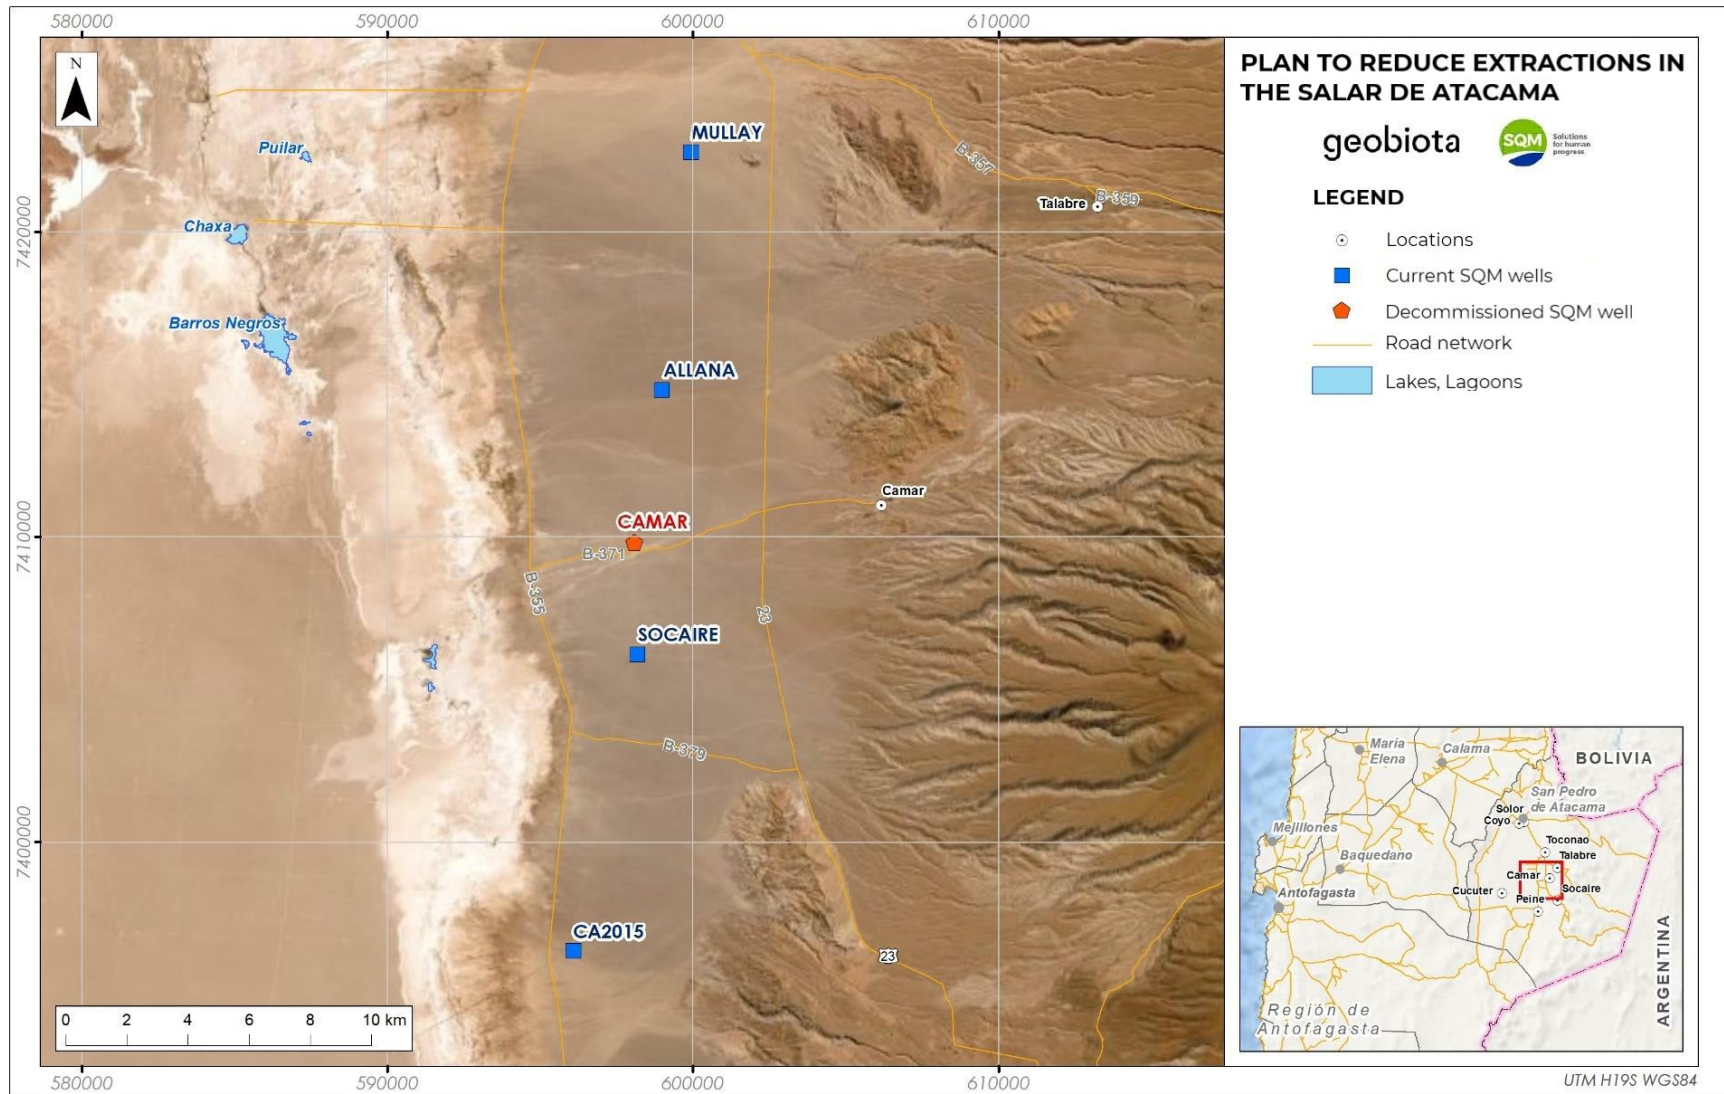 580000
590000
600000
610000
N
7420000
7410000
7400000
MULLAY
Puilar
B-357
Talabre
B-359
Chaxa
Barros Negros
ALLANA
Camar
CAMAR
B-371
B-355
23
SOCAIRE
B-379
CA2015
23
0 2 4 6 8 10 km
580000
590000
600000
610000
PLAN TO REDUCE EXTRACTIONS IN
THE SALAR DE ATACAMA
geobiota
SQM
Solutions
for human
progress
LEGEND
Locations
Current SQM wells
Decommissioned SQM well
Road network
Lakes, Lagoons
María
Elena
Calama
BOLIVIA
San Pedro
de Atacama
Solor
Coyo
Mejillones
Toconao
Baquedano
Talabre
Camar
Cucuter
Socaire
Antofagasta
Peine
ARGENTINA
Región de
Antofagasta
UTM H19S WGS84